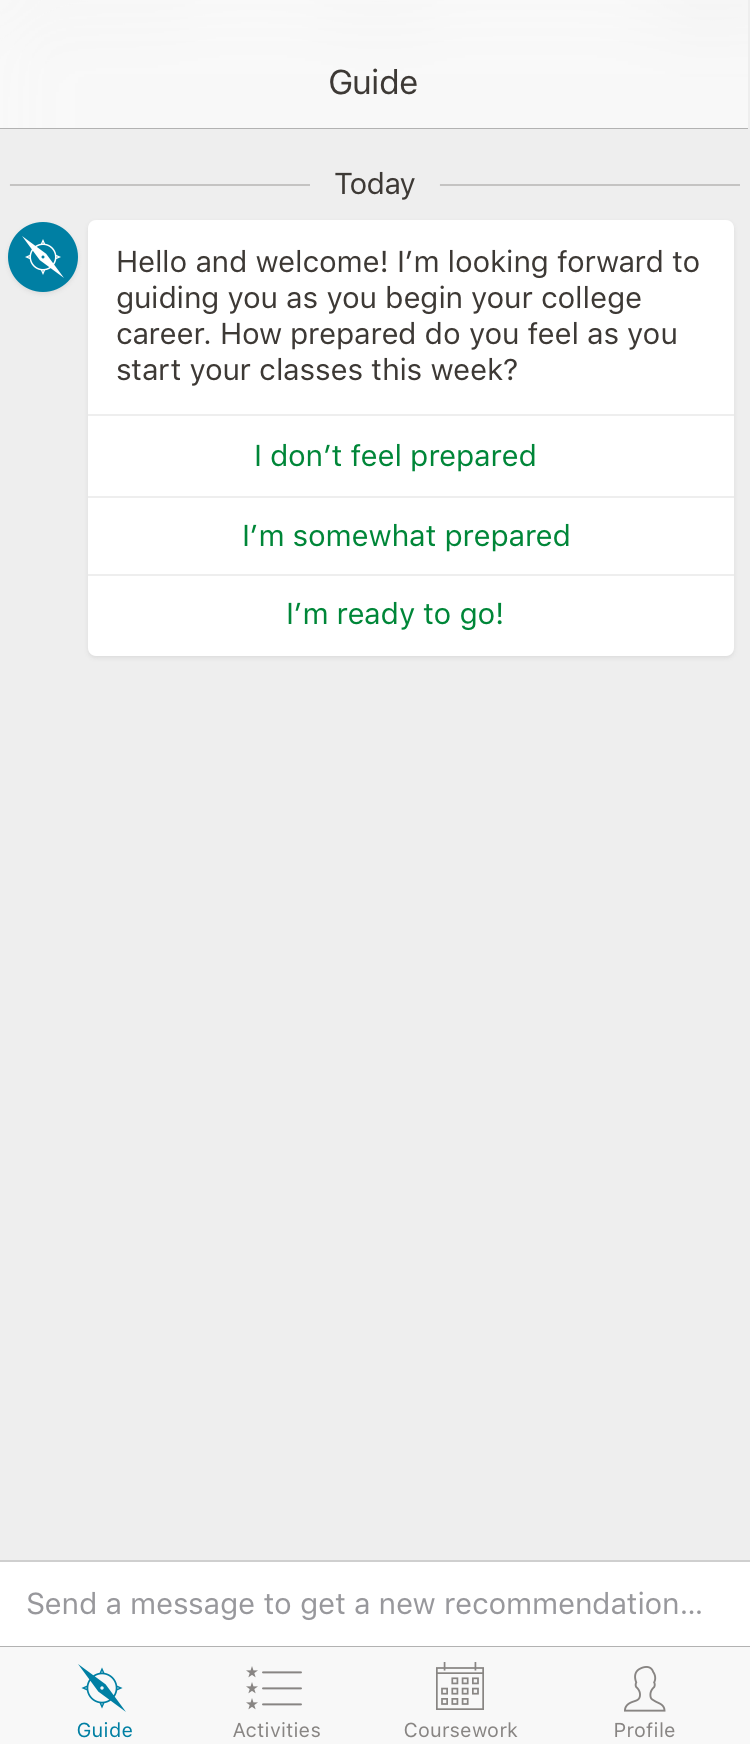 Guide
Today
Hello and welcome! I’m looking forward to
guiding you as you begin your college
career. How prepared do you feel as you
start your classes this week?
I don’t feel prepared
I’m somewhat prepared
I’m ready to go!
Send a message to get a new recommendation...
Guide
Activities
Coursework
Profile